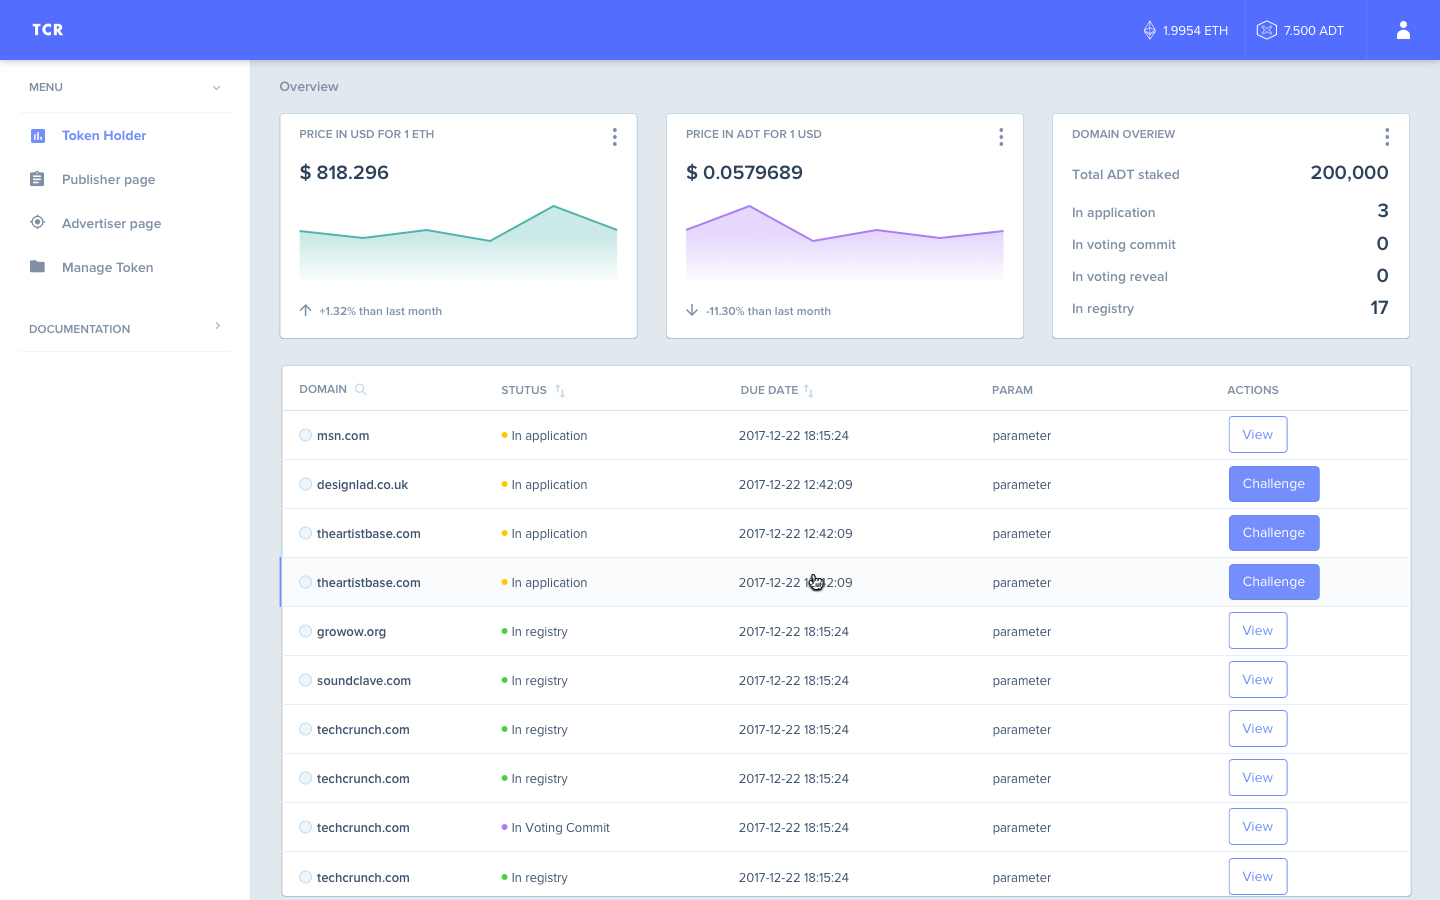 TCR
1.9954 ETH
7.500 ADT
MENU
Token Holder
Publisher page
Advertiser page
Manage Token
DOCUMENTATION
Overview
PRICE IN USD FOR 1 ETH
$ 818.296
+1.32% than last month
PRICE IN ADT FOR 1 USD
$ 0.0579689
-11.30% than last month
DOMAIN OVERIEW
Total ADT staked 200,000
In application 3
In voting commit 0
In voting reveal 0
In registry 17
DOMAIN STUTUS DUE DATE PARAM ACTIONS
msn.com In application 2017-12-22 18:15:24 parameter View
designlad.co.uk In application 2017-12-22 12:42:09 parameter Challenge
theartistbase.com In application 2017-12-22 12:42:09 parameter Challenge
theartistbase.com In application 2017-12-22 parameter Challenge
growow.org In registry 2017-12-22 18:15:24 parameter View
soundclave.com In registry 2017-12-22 18:15:24 parameter View
techcrunch.com In registry 2017-12-22 18:15:24 parameter View
techcrunch.com In registry 2017-12-22 18:15:24 parameter View
techcrunch.com In Voting Commit 2017-12-22 18:15:24 parameter View
techcrunch.com In registry 2017-12-22 18:15:24 parameter View